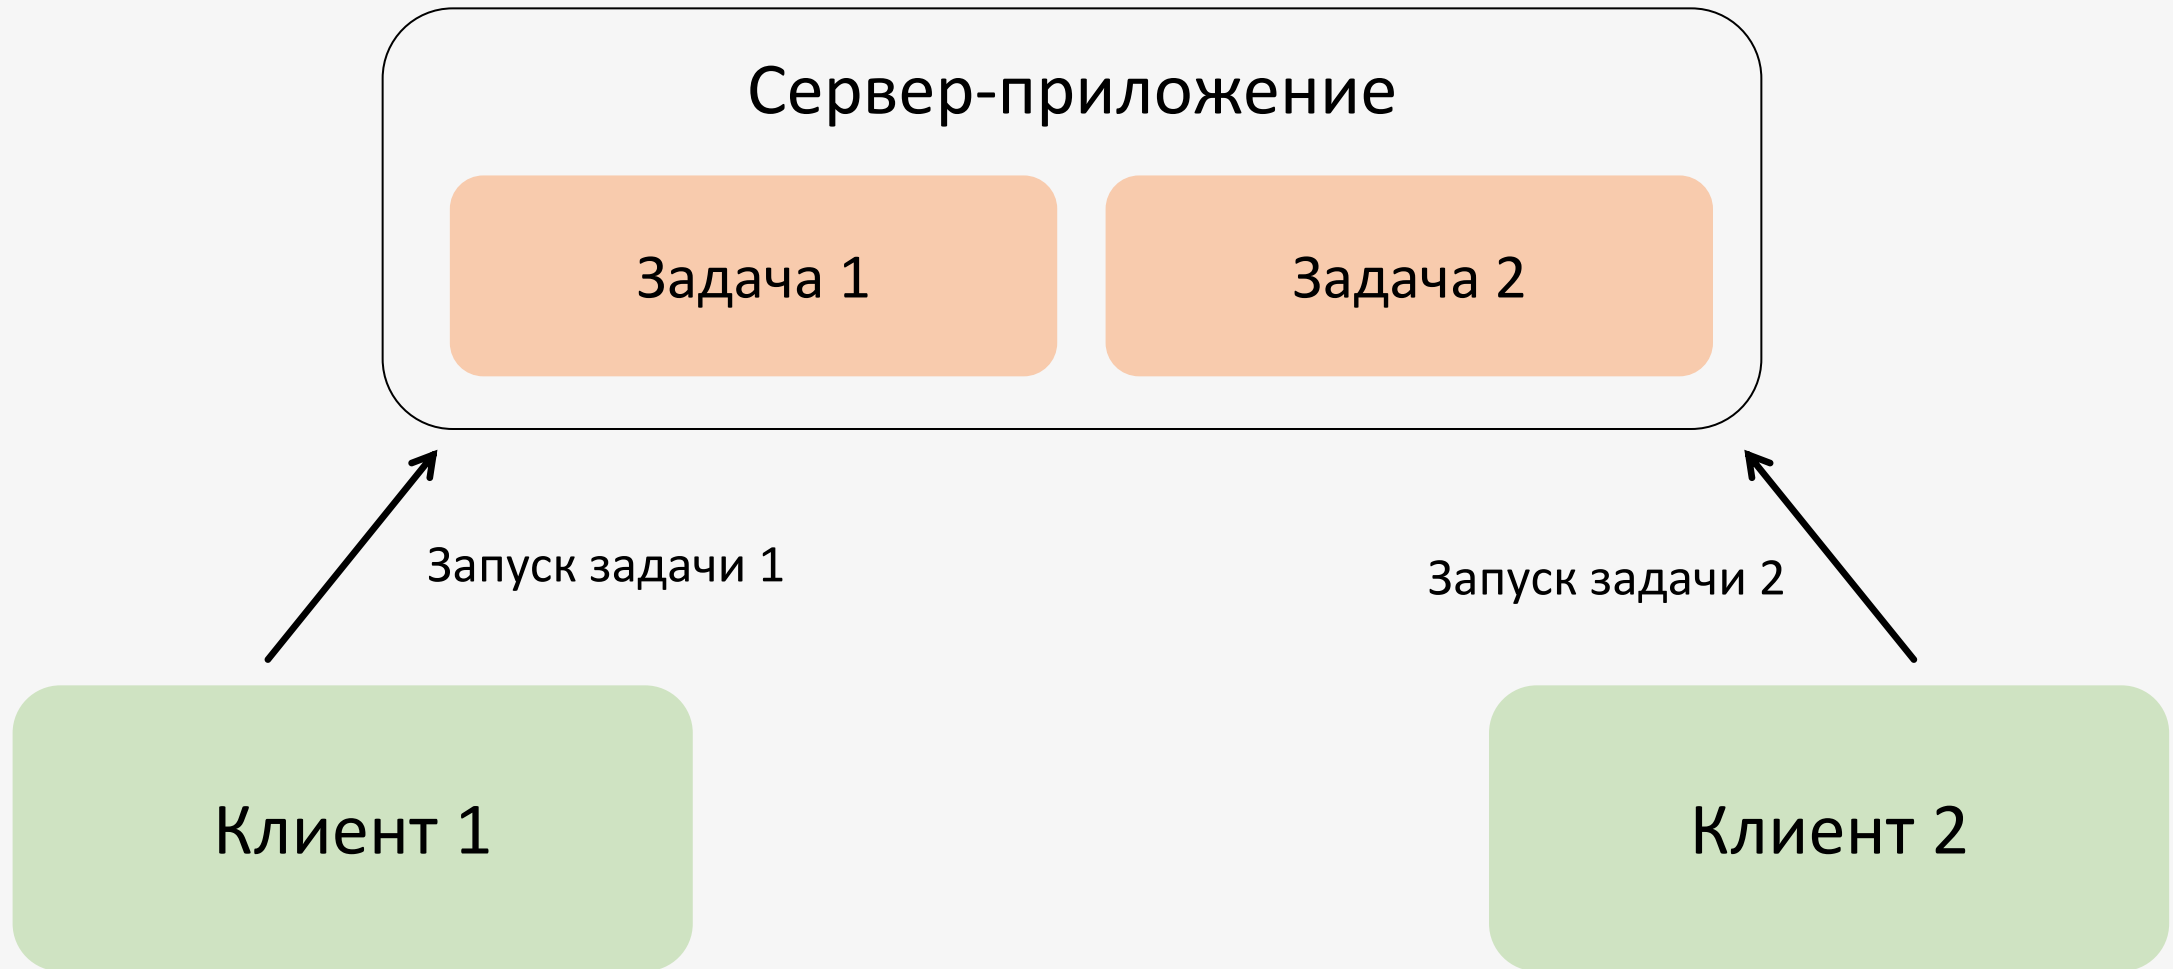 Сервер-приложение
Задача 1
Задача 2
Запуск задачи 1
Запуск задачи 2
Клиент 1
Клиент 2